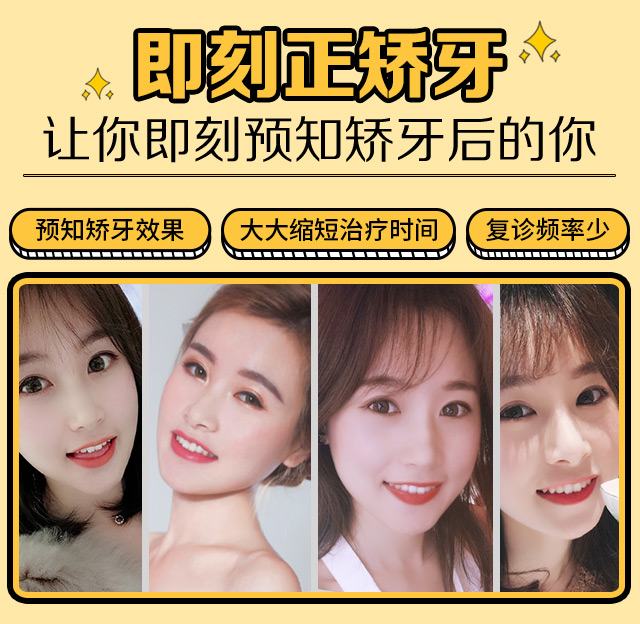 即刻正矫牙
让你即刻预知矫牙后的你
预知矫牙效果
大大缩短治疗时间
复诊频率少